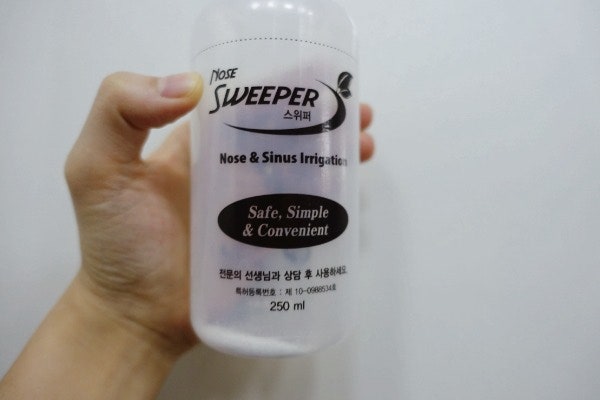 NOSE
SWEEPER
스위퍼
Nose & Sinus Irrigation
Safe, Simple
& Convenient
전문의 선생님과 상담 후 사용하세요.
특허등록번호 : 제 10-0988534호
250 ml